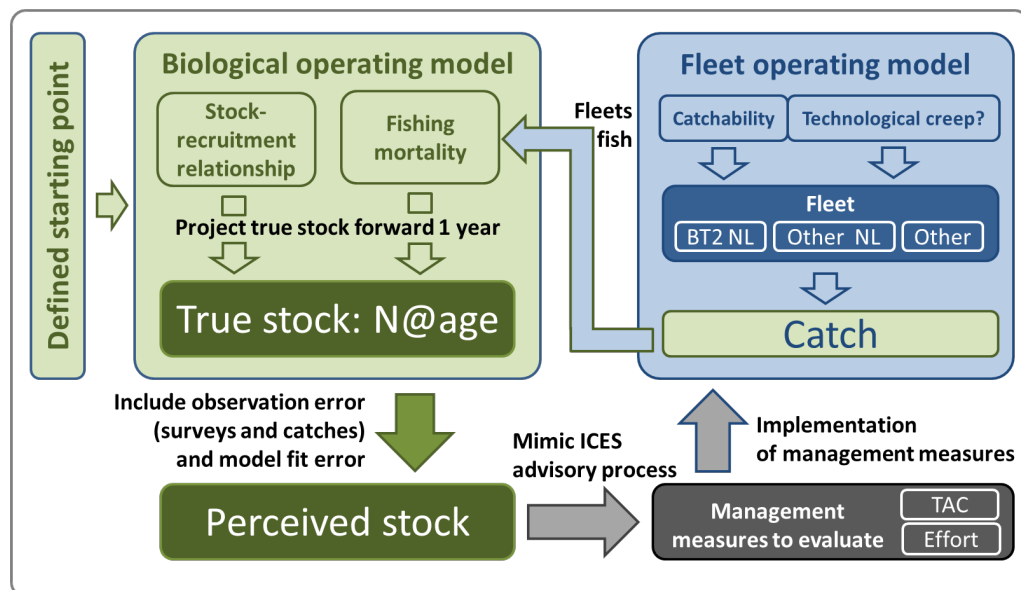 Defined starting point
Biological operating model
Stock-
recruitment
relationship
Fishing
mortality
Project true stock forward 1 year
True stock: N@age
Fleets
fish
Fleet operating model
Catchability
Technological creep?
Fleet
BT2 NL
Other NL
Other
Catch
Include observation error
(surveys and catches)
and model fit error
Mimic ICES
advisory process
Implementation
of management measures
Perceived stock
Management
measures to evaluate
TAC
Effort